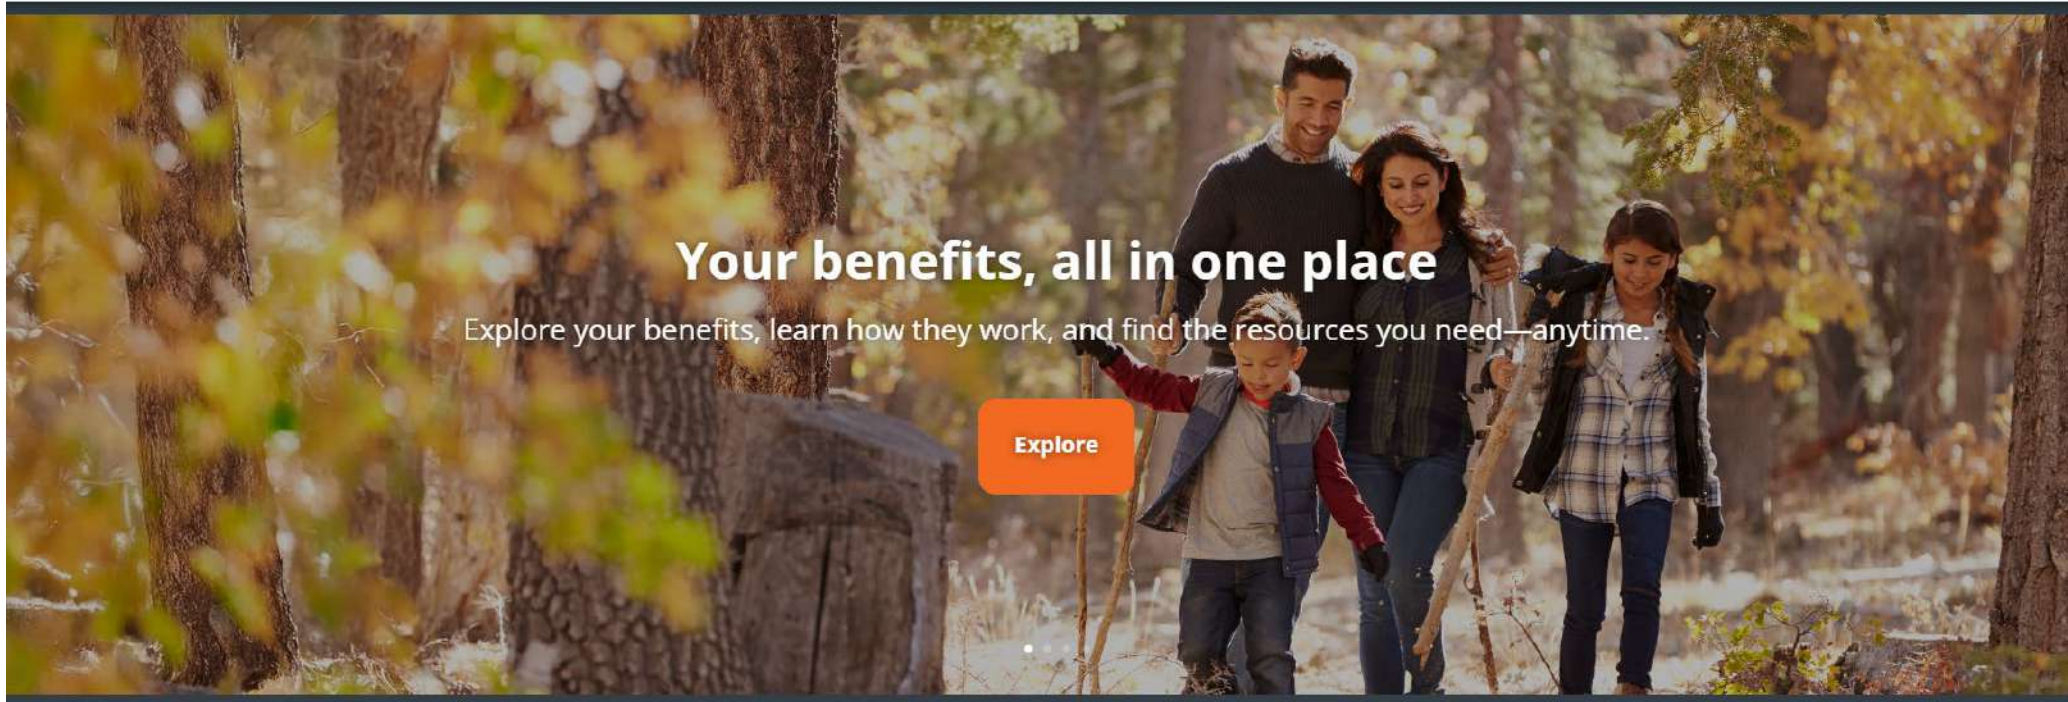 Your benefits, all in one place
Explore your benefits, learn how they work, and find the resources you need—anytime.
Explore